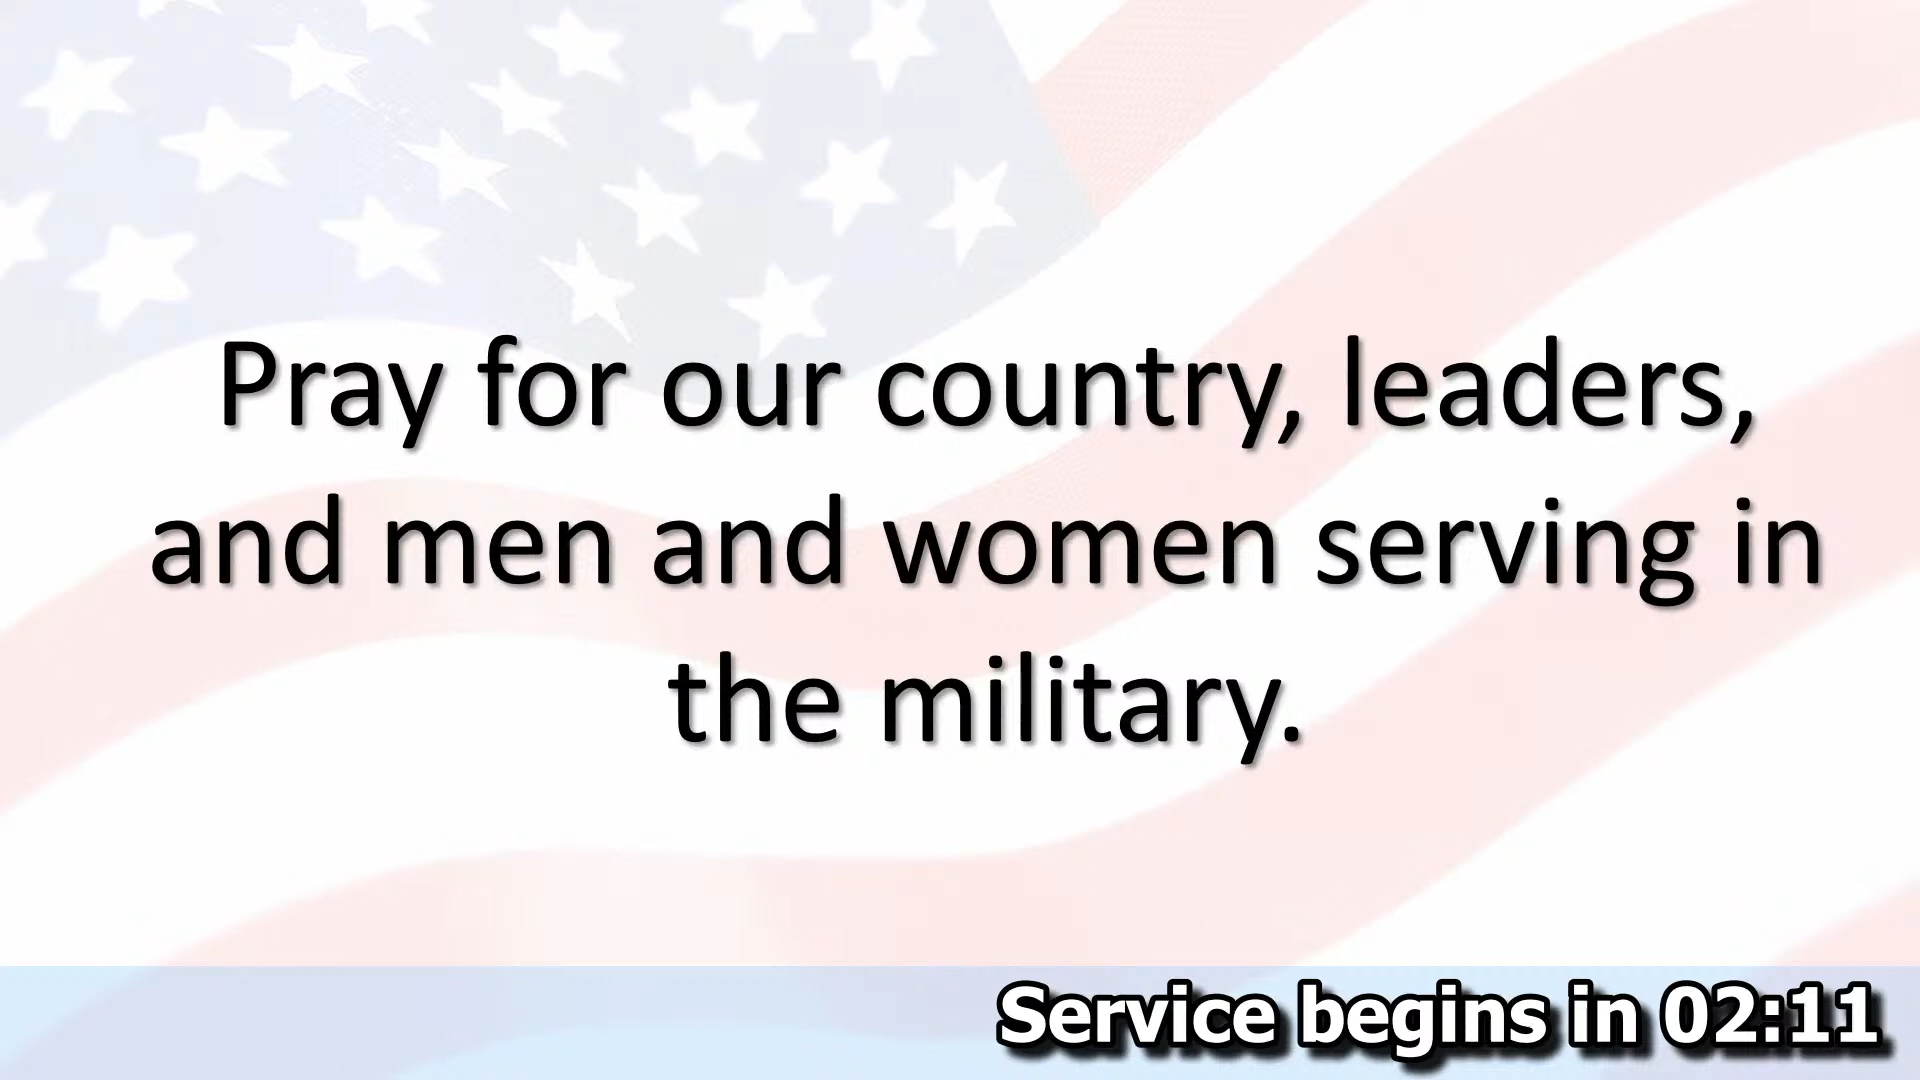 Pray for our country, leaders,
and men and women serving in
the military.
Service begins in 02:11